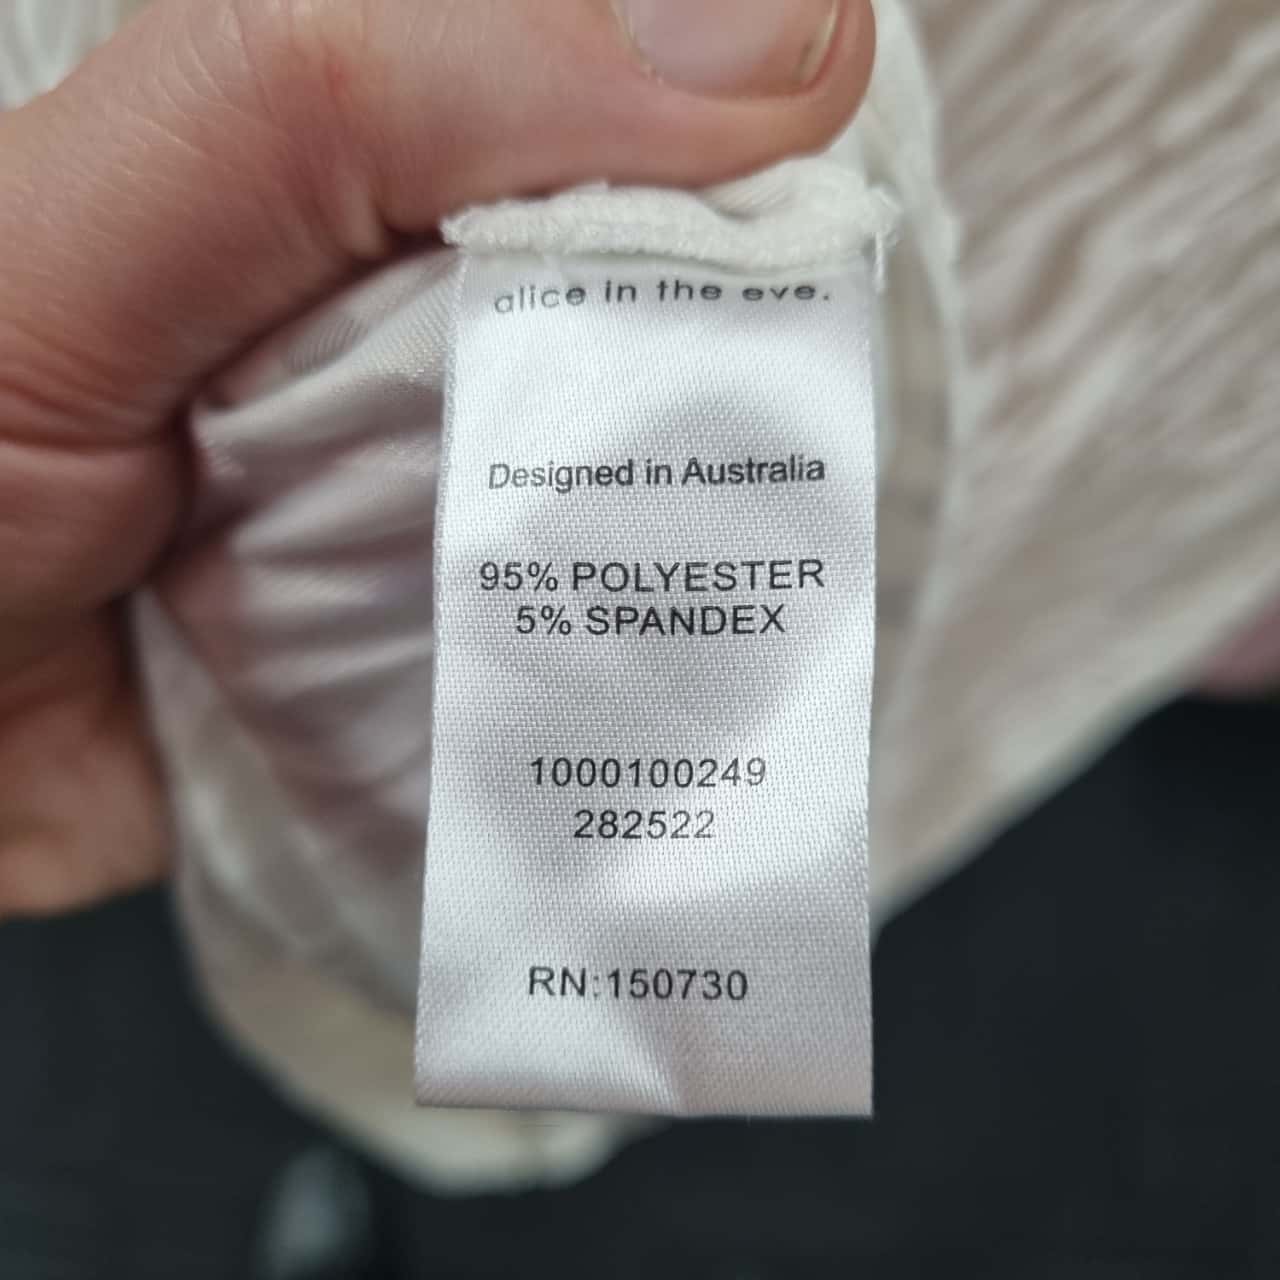 alice in the eve.
Designed in Australia
95% POLYESTER
5% SPANDEX
1000100249
282522
RN:150730